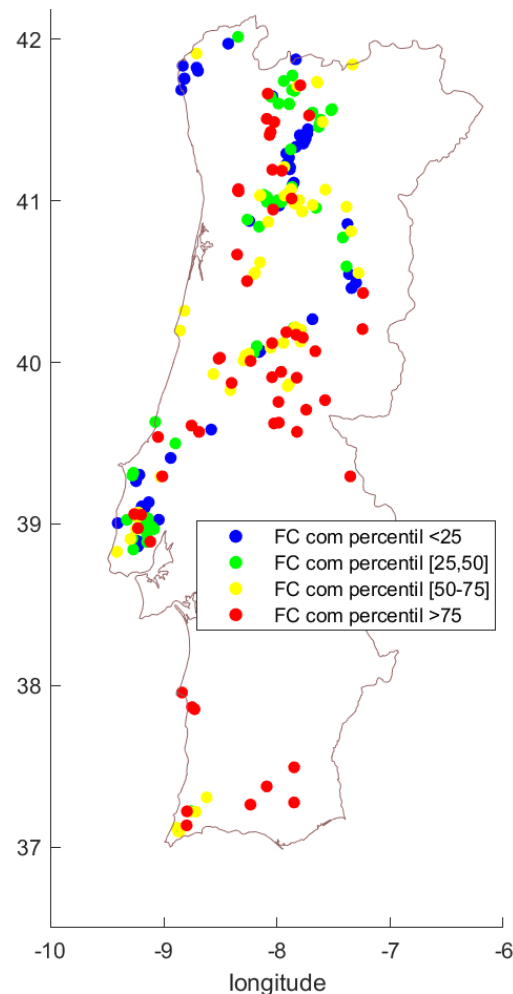 42
41
40
39
38
37
FC com percentil <25
FC com percentil [25,50]
FC com percentil [50-75]
FC com percentil >75
-10
-9
-8
-7
-6
longitude